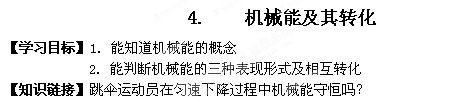 4. 机械能及其转化
【学习目标】1. 能知道机械能的概念
2. 能判断机械能的三种表现形式及相互转化
【知识链接】跳伞运动员在匀速下降过程中机械能守恒吗？